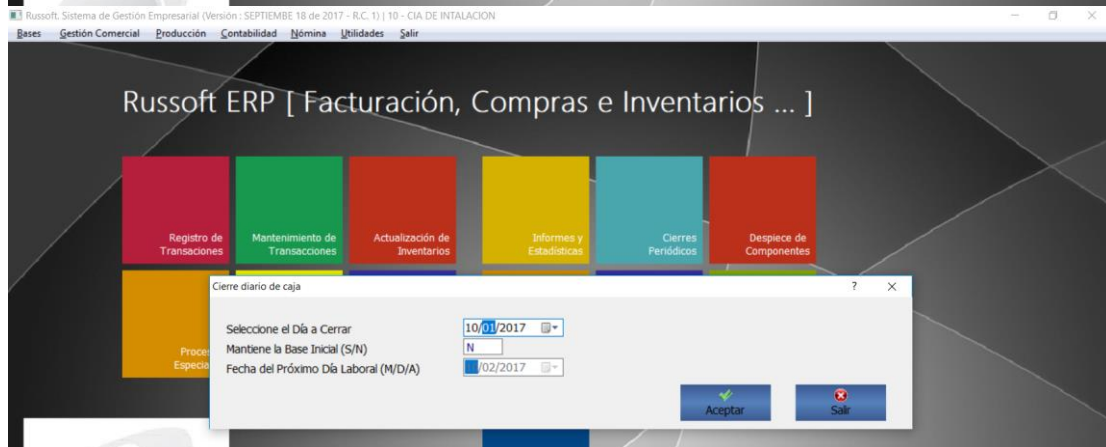 Russoft, Sistema de Gestión Empresarial (Versión : SEPTIEMBE 18 de 2017 - R.C. 1) | 10 - CIA DE INTALACION
Bases Gestión Comercial Producción Contabilidad Nómina Utilidades Salir
Russoft ERP [ Facturación, Compras e Inventarios ... ]
Registro de Transaciones
Mantenimiento de Transacciones
Actualización de Inventarios
Informes y Estadísticas
Cierres Periódicos
Despiece de Componentes
Cierre diario de caja
Seleccione el Día a Cerrar 10/01/2017
Mantiene la Base Inicial (S/N) N
Fecha del Próximo Día Laboral (M/D/A) /02/2017
Aceptar Salir